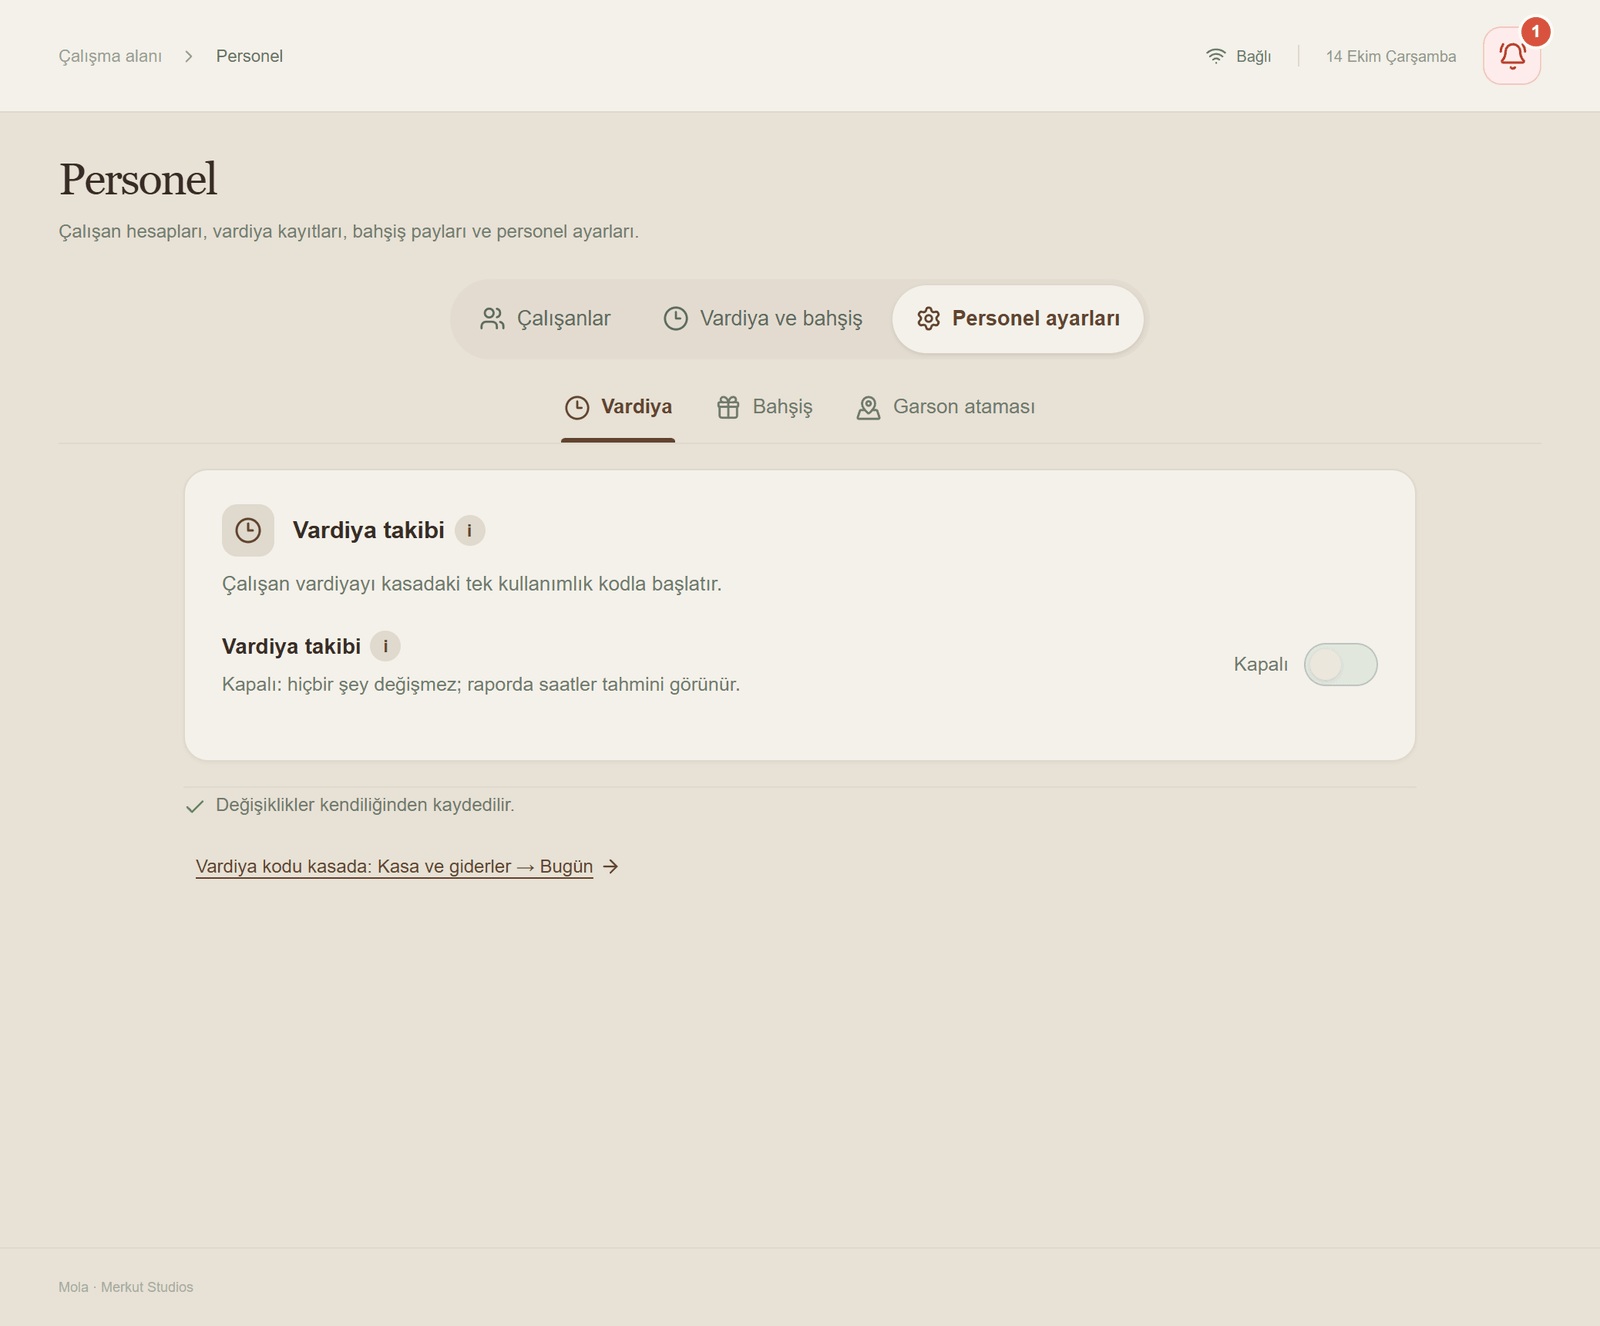 Çalışma alanı
Personel
Bağlı
14 Ekim Çarşamba
1
Personel
Çalışan hesapları, vardiya kayıtları, bahşiş payları ve personel ayarları.
Çalışanlar
Vardiya ve bahşiş
Personel ayarları
Vardiya
Bahşiş
Garson ataması
Vardiya takibi i
Çalışan vardiyayı kasadaki tek kullanımlık kodla başlatır.
Vardiya takibi i
Kapalı: hiçbir şey değişmez; raporda saatler tahmini görünür.
Kapalı
Değişiklikler kendiliğinden kaydedilir.
Vardiya kodu kasada: Kasa ve giderler → Bugün →
Mola · Merkut Studios